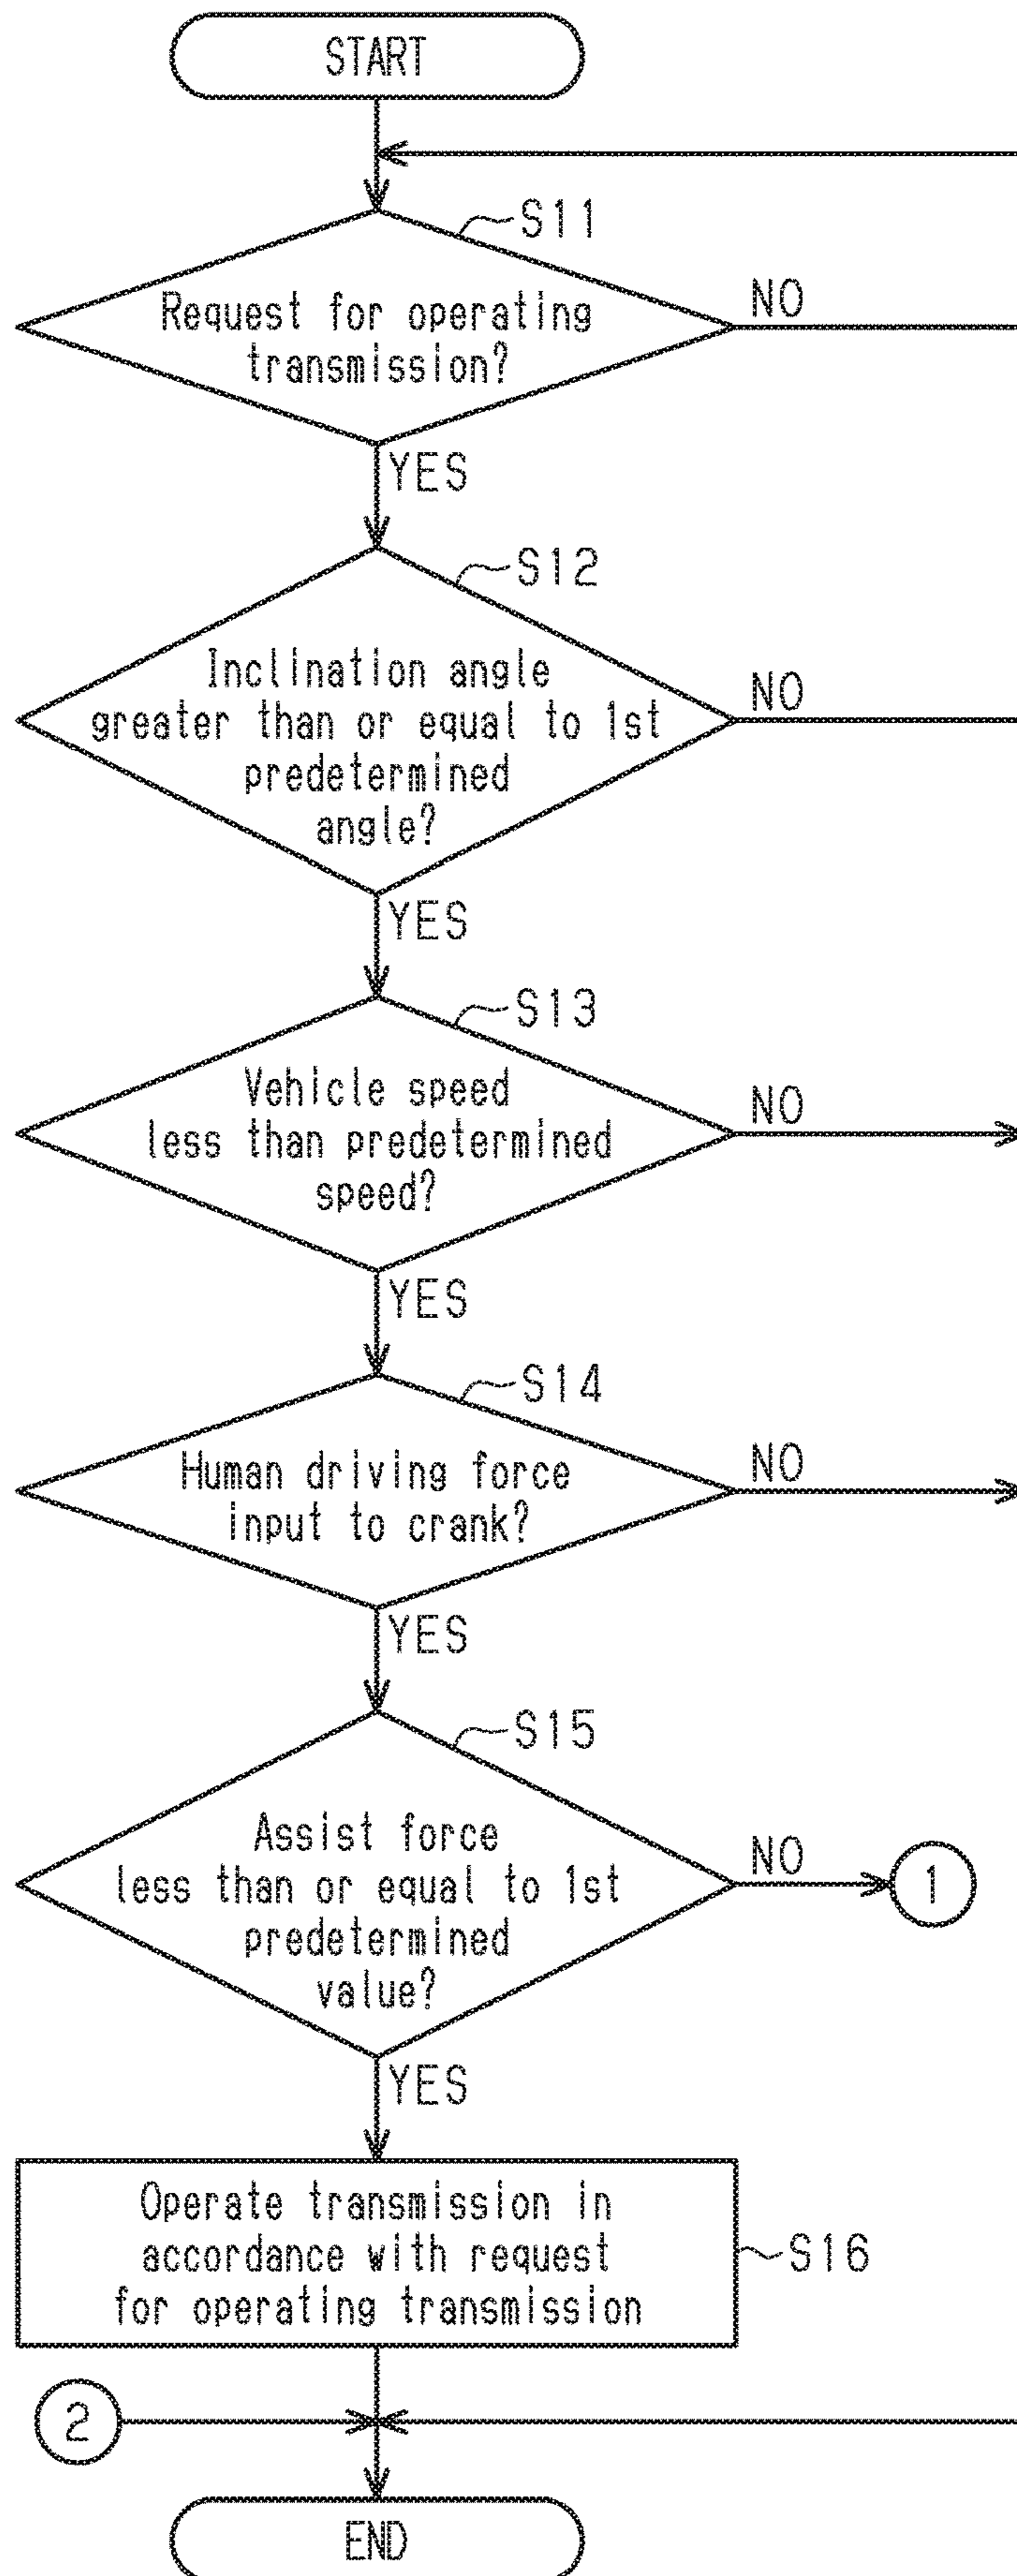 START
S11
Request for operating
transmission?
NO
YES
S12
Inclination angle
greater than or equal to 1st
predetermined
angle?
NO
YES
S13
Vehicle speed
less than predetermined
speed?
NO
YES
S14
Human driving force
input to crank?
NO
YES
S15
Assist force
less than or equal to 1st
predetermined
value?
NO
1
YES
Operate transmission in
accordance with request
for operating transmission
S16
2
END